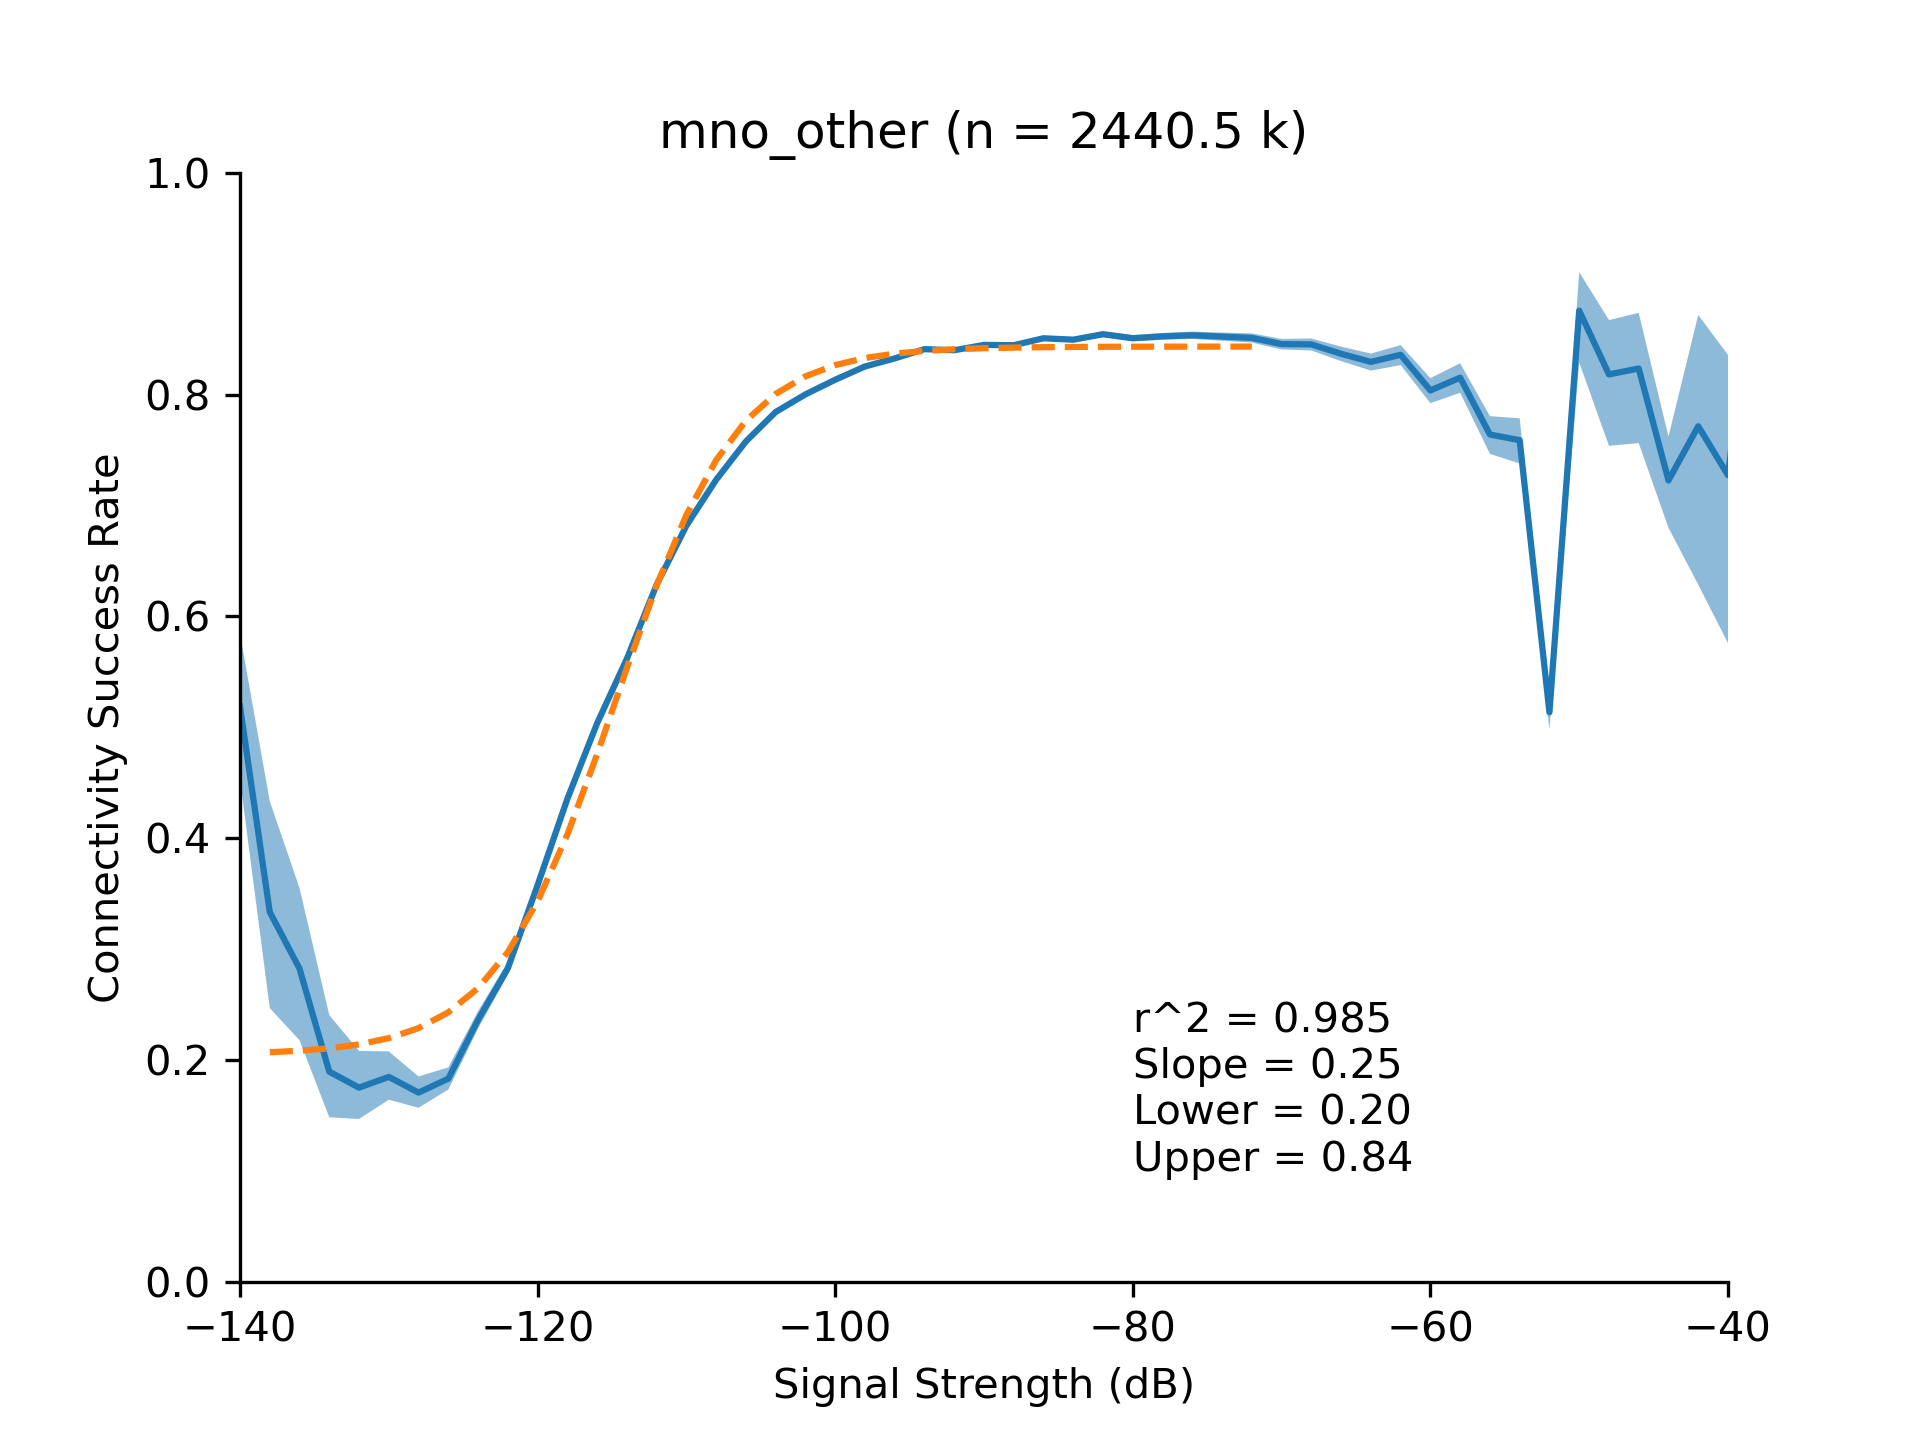 mno_other (n = 2440.5 k)
1.0
0.8
0.6
0.4
0.2
0.0
Connectivity Success Rate
r^2 = 0.985
Slope = 0.25
Lower = 0.20
Upper = 0.84
−140 −120 −100 −80 −60 −40
Signal Strength (dB)